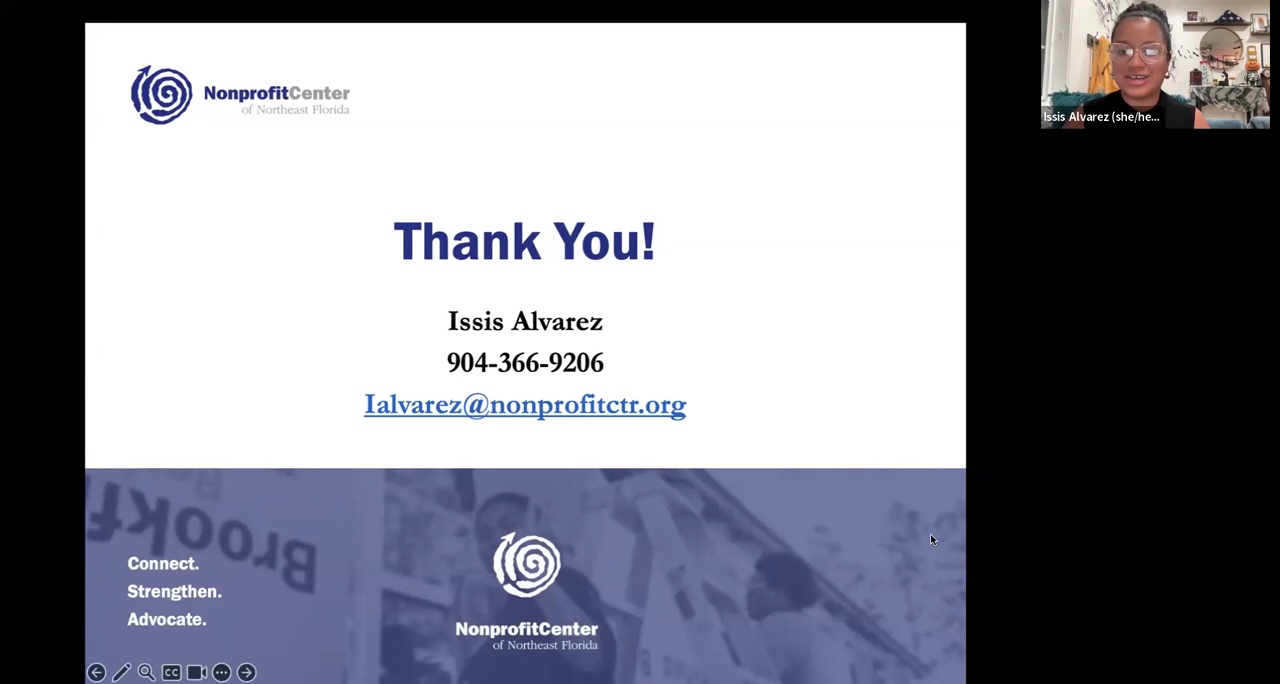 NonprofitCenter
of Northeast Florida
Issis Alvarez (she/he...
Thank You!
Issis Alvarez
904-366-9206
Ialvarez@nonprofitctr.org
Connect.
Strengthen.
Advocate.
NonprofitCenter
of Northeast Florida
CC